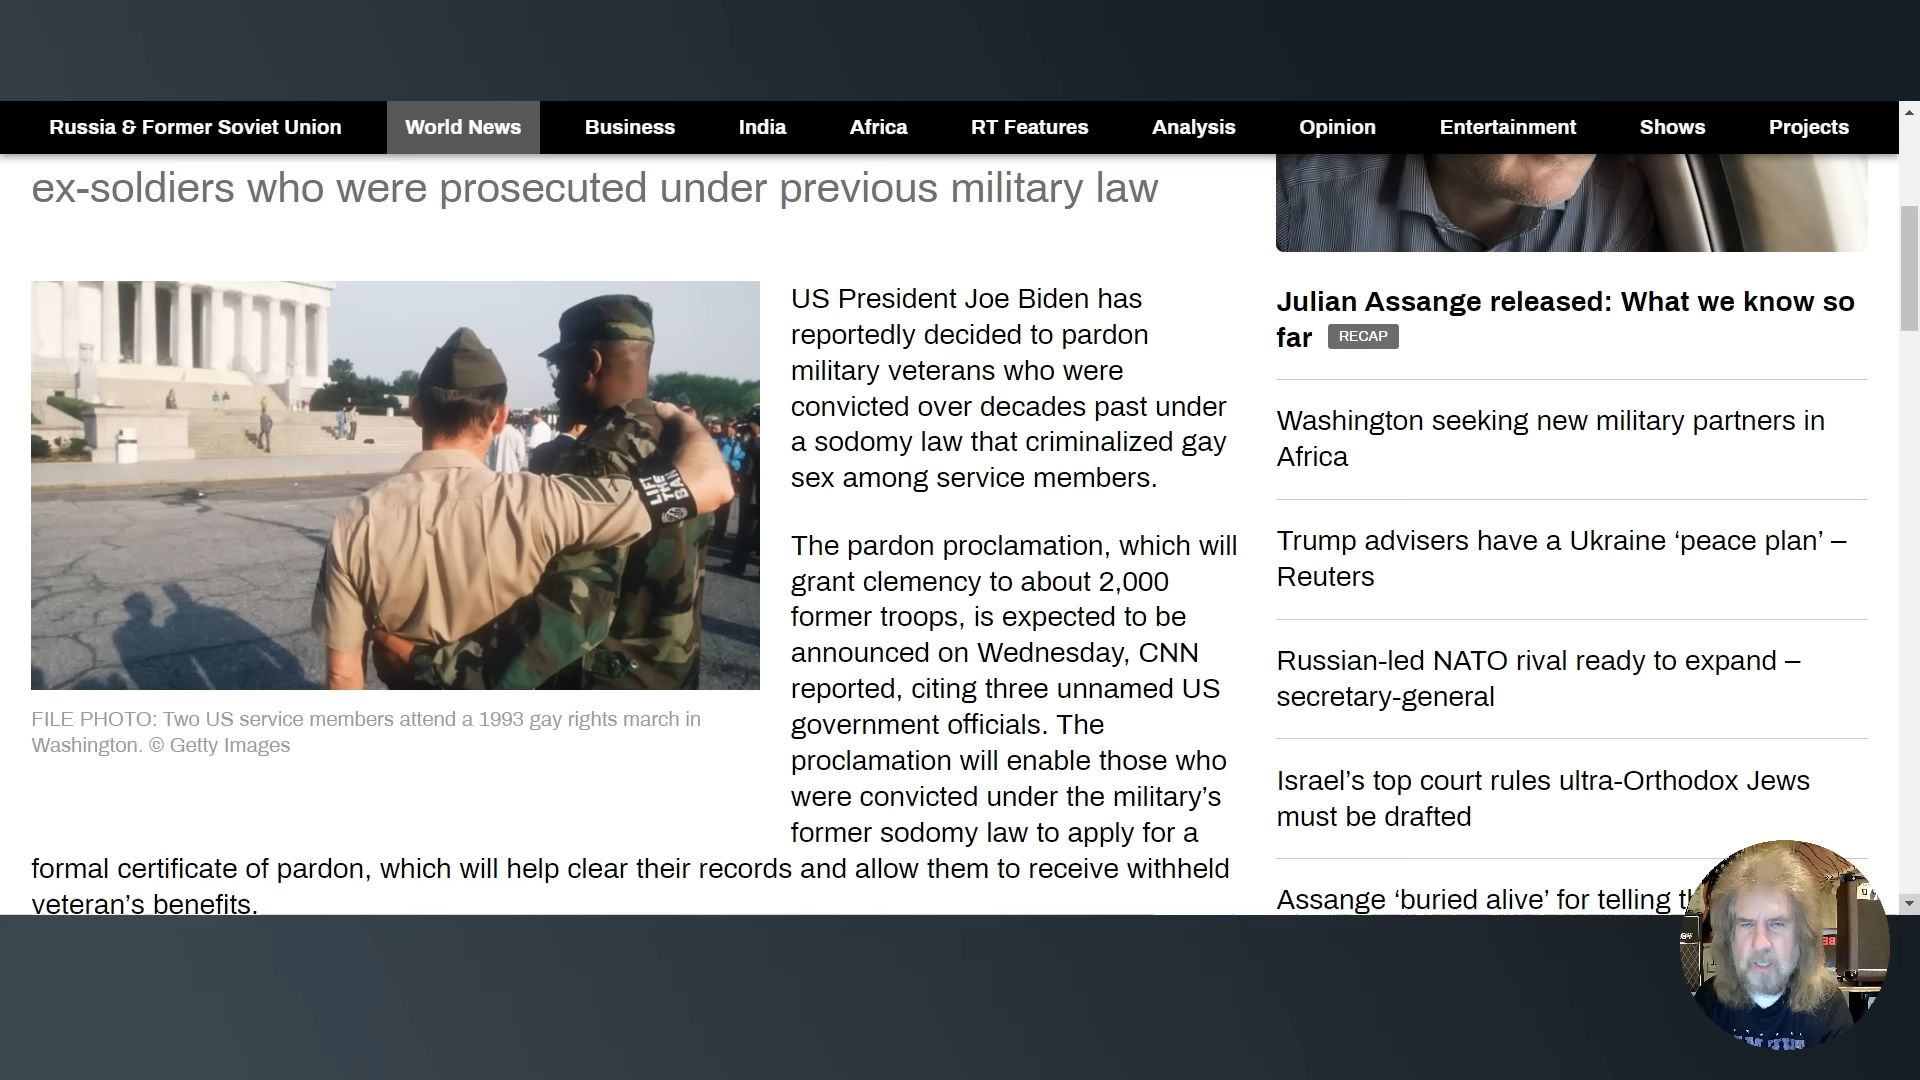 Russia & Former Soviet Union World News Business India Africa RT Features Analysis Opinion Entertainment Shows Projects
ex-soldiers who were prosecuted under previous military law
LIFT
THE
BAN
FILE PHOTO: Two US service members attend a 1993 gay rights march in
Washington. © Getty Images
US President Joe Biden has
reportedly decided to pardon
military veterans who were
convicted over decades past under
a sodomy law that criminalized gay
sex among service members.
The pardon proclamation, which will
grant clemency to about 2,000
former troops, is expected to be
announced on Wednesday, CNN
reported, citing three unnamed US
government officials. The
proclamation will enable those who
were convicted under the military’s
former sodomy law to apply for a
formal certificate of pardon, which will help clear their records and allow them to receive withheld
veteran’s benefits.
Julian Assange released: What we know so
far RECAP
Washington seeking new military partners in
Africa
Trump advisers have a Ukraine ‘peace plan’ –
Reuters
Russian-led NATO rival ready to expand –
secretary-general
Israel’s top court rules ultra-Orthodox Jews
must be drafted
Assange ‘buried alive’ for telling